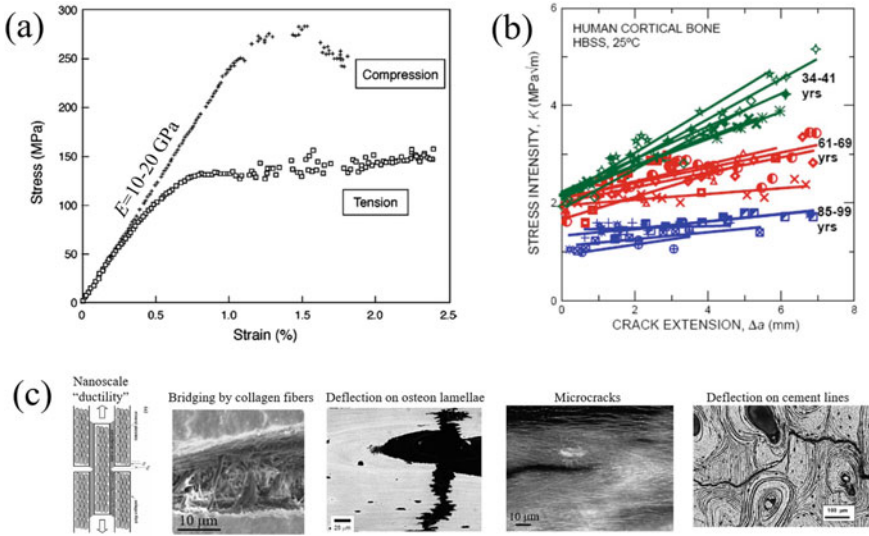 (a)
300
250
200
150
100
50
0
Stress (MPa)
E=10-20 GPa
Compression
Tension
0
0.5
1.0
1.5
2.0
2.5
Strain (%)
(b)
6
4
2
0
STRESS INTENSITY, K (MPa√m)
HUMAN CORTICAL BONE
HBSS, 25ºC
34-41
yrs
61-69
yrs
85-99
yrs
0
2
4
6
8
CRACK EXTENSION, Δa (mm)
(c)
Nanoscale
“ductility”
Bridging by collagen fibers
10 μm
Deflection on osteon lamellae
Microcracks
10 μm
Deflection on cement lines